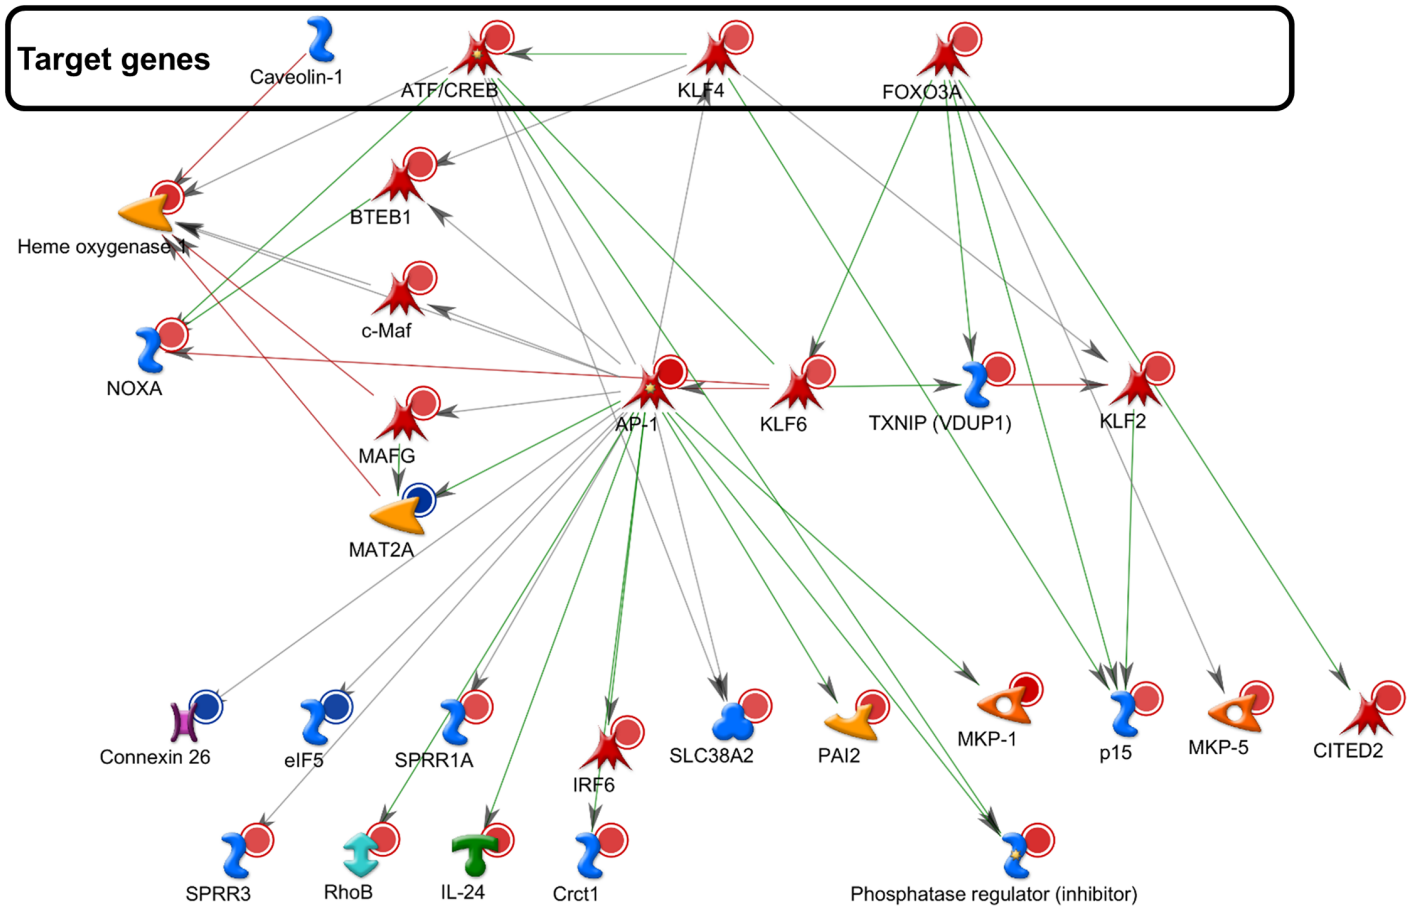 Target genes
Caveolin-1
ATF/CREB
KLF4
FOXO3A
BTEB1
Heme oxygenase 1
c-Maf
NOXA
AP-1
KLF6
TXNIP (VDUP1)
KLF2
MAFG
MAT2A
Connexin 26
eIF5
SPRR1A
IRF6
SLC38A2
PAI2
MKP-1
p15
MKP-5
CITED2
SPRR3
RhoB
IL-24
Crct1
Phosphatase regulator (inhibitor)